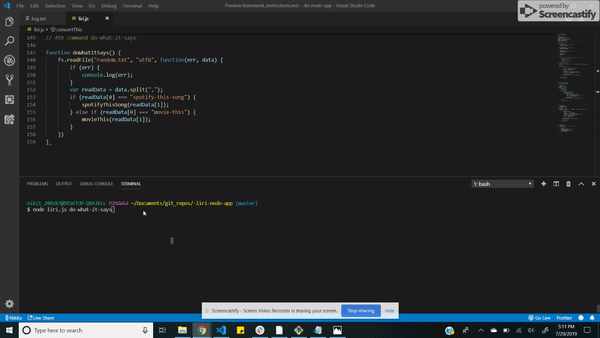 File Edit Selection View Go Debug Terminal Help
Preview Screenshot_Instructions.md - liri-node-app - Visual Studio Code
powered by
Screencastify
log.txt
liri.js
liri.js > concertThis
145 // 4th command do-what-it-says
146
147 function doWhatItSays() {
148 fs.readFile("random.txt", "utf8", function(err, data) {
149 if (err) {
150 console.log(err);
151 }
152 var readData = data.split(",");
153 if (readData[0] === "spotify-this-song") {
154 spotifyThisSong(readData[1]);
155 } else if (readData[0] === "movie-this") {
156 movieThis(readData[1]);
157 }
158 })
159 }
PROBLEMS OUTPUT DEBUG CONSOLE TERMINAL
1: bash
~/Documents/git_repos/-liri-node-app (master)
$ node liri.js do-what-it-says
Screencastify - Screen Video Recorder is sharing your screen.
Stop sharing
Hide
Nikita
Live Share
Go Live
Prettier
Type here to search
5:11 PM
7/29/2019